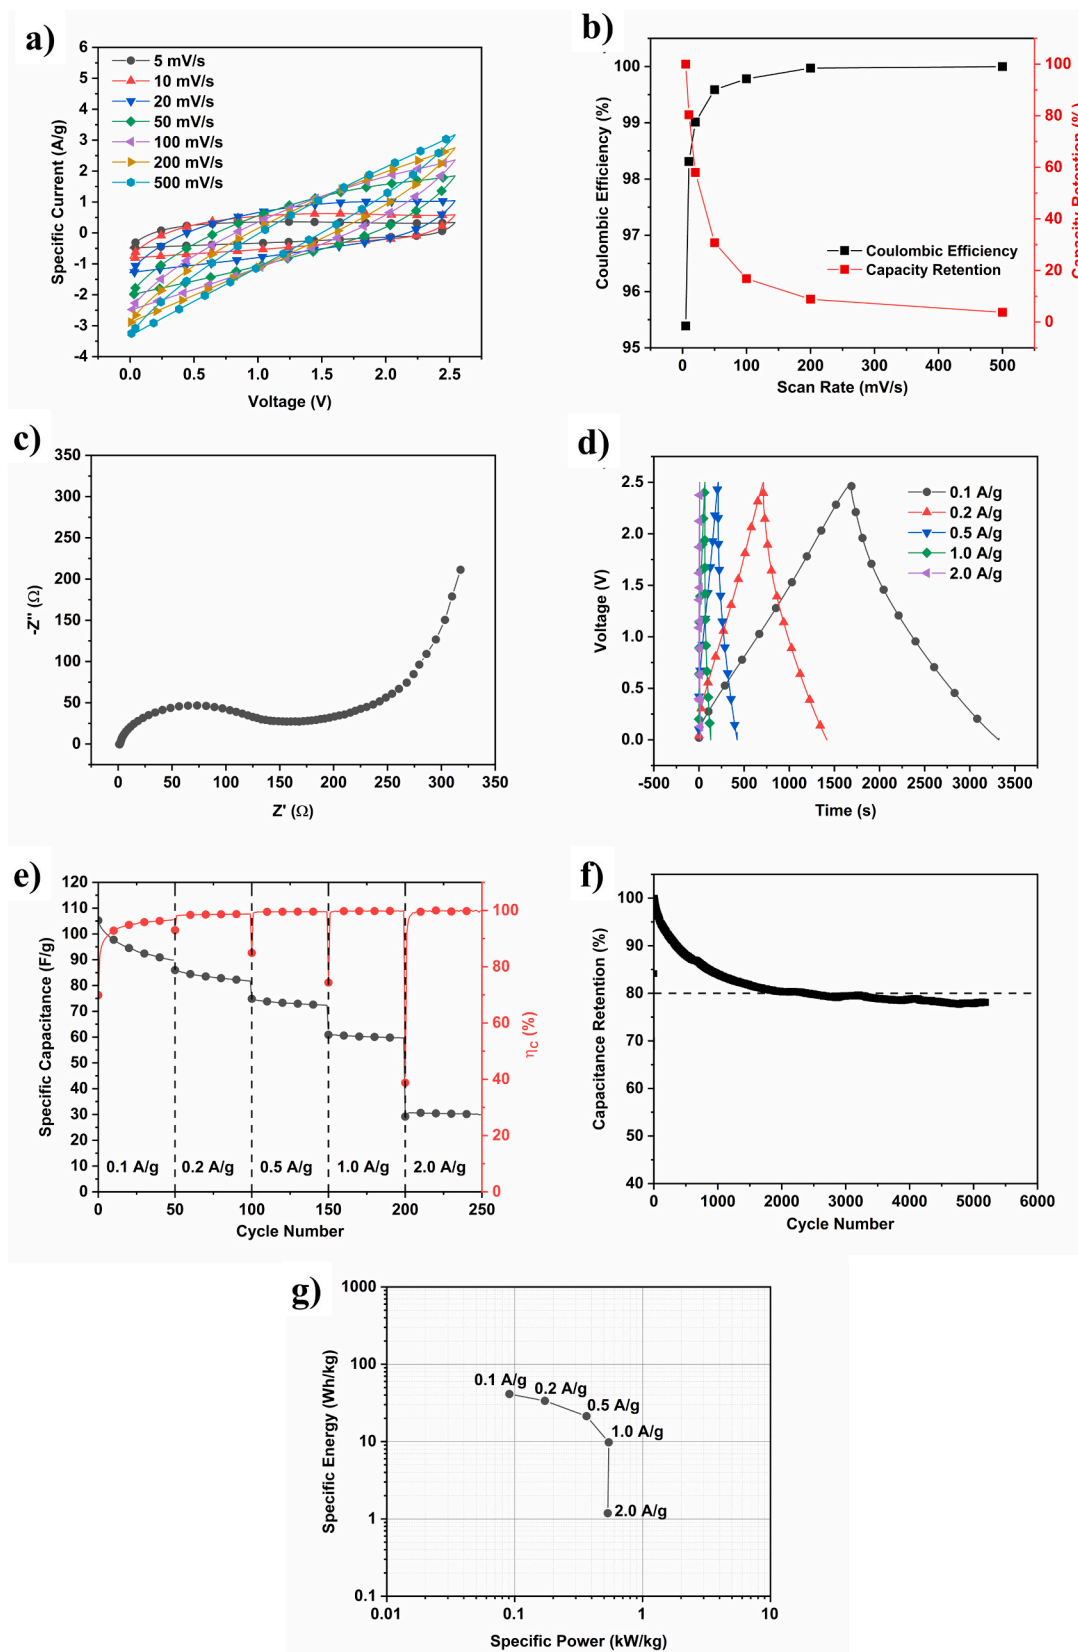 a)
6
5
4
3
2
1
0
-1
-2
-3
-4
Specific Current (A/g)
5 mV/s
10 mV/s
20 mV/s
50 mV/s
100 mV/s
200 mV/s
500 mV/s
0.0 0.5 1.0 1.5 2.0 2.5
Voltage (V)
b)
100
99
98
97
96
95
Coulombic Efficiency (%)
Coulombic Efficiency
Capacity Retention
100
80
60
40
20
0
Capacity Retention (%)
0 100 200 300 400 500
Scan Rate (mV/s)
c)
350
300
250
200
150
100
50
0
-Z'' (Ω)
0 50 100 150 200 250 300 350
Z' (Ω)
d)
2.5
2.0
1.5
1.0
0.5
0.0
Voltage (V)
0.1 A/g
0.2 A/g
0.5 A/g
1.0 A/g
2.0 A/g
-500 0 500 1000 1500 2000 2500 3000 3500
Time (s)
e)
120
110
100
90
80
70
60
50
40
30
20
10
0
Specific Capacitance (F/g)
0.1 A/g 0.2 A/g 0.5 A/g 1.0 A/g 2.0 A/g
100
80
60
40
20
0
ηC (%)
0 50 100 150 200 250
Cycle Number
f)
100
90
80
70
60
50
40
Capacitance Retention (%)
0 1000 2000 3000 4000 5000 6000
Cycle Number
g)
1000
100
10
1
0.1
Specific Energy (Wh/kg)
0.1 A/g
0.2 A/g
0.5 A/g
1.0 A/g
2.0 A/g
0.01 0.1 1 10
Specific Power (kW/kg)